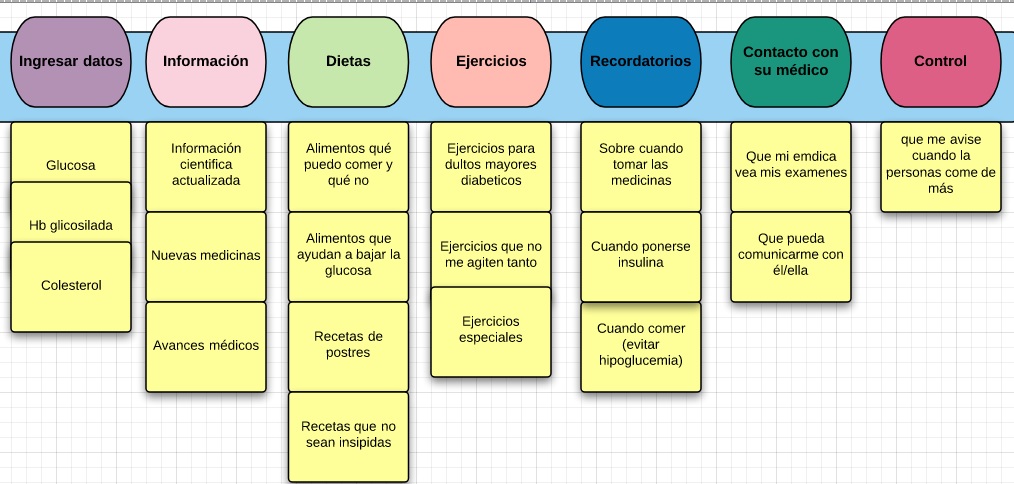 Ingresar datos
Información
Dietas
Ejercicios
Recordatorios
Contacto con
su médico
Control
Glucosa
Hb glicosilada
Colesterol
Información
cientifica
actualizada
Nuevas medicinas
Avances médicos
Alimentos qué
puedo comer y
qué no
Alimentos que
ayudan a bajar la
glucosa
Recetas de
postres
Recetas que no
sean insipidas
Ejercicios para
dultos mayores
diabeticos
Ejercicios que no
me agiten tanto
Ejercicios
especiales
Sobre cuando
tomar las
medicinas
Cuando ponerse
insulina
Cuando comer
(evitar
hipoglucemia)
Que mi emdica
vea mis examenes
Que pueda
comunicarme con
él/ella
que me avise
cuando la
personas come de
más